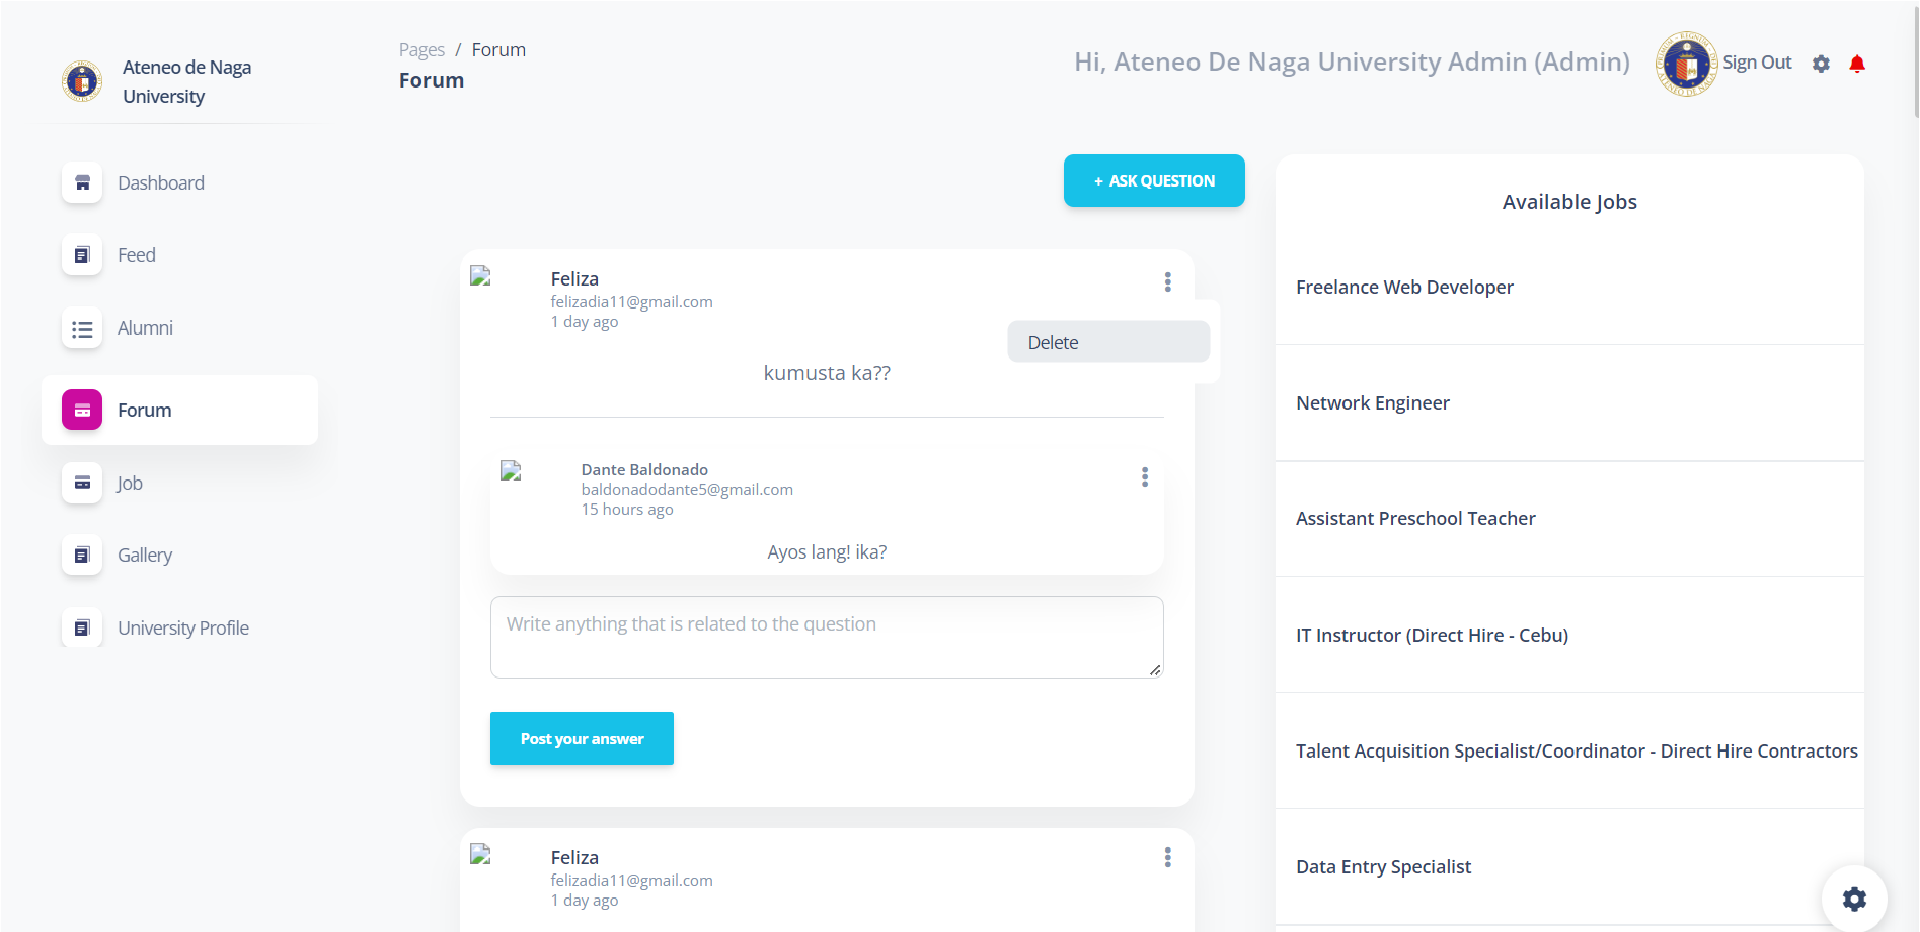 Ateneo de Naga
University
Dashboard
Feed
Alumni
Forum
Job
Gallery
University Profile
Pages / Forum
Forum
Hi, Ateneo De Naga University Admin (Admin)
Sign Out
+ ASK QUESTION
Feliza
felizadia11@gmail.com
1 day ago
Delete
kumusta ka??
Dante Baldonado
baldonadodante5@gmail.com
15 hours ago
Ayos lang! ika?
Write anything that is related to the question
Post your answer
Feliza
felizadia11@gmail.com
1 day ago
Available Jobs
Freelance Web Developer
Network Engineer
Assistant Preschool Teacher
IT Instructor (Direct Hire - Cebu)
Talent Acquisition Specialist/Coordinator - Direct Hire Contractors
Data Entry Specialist